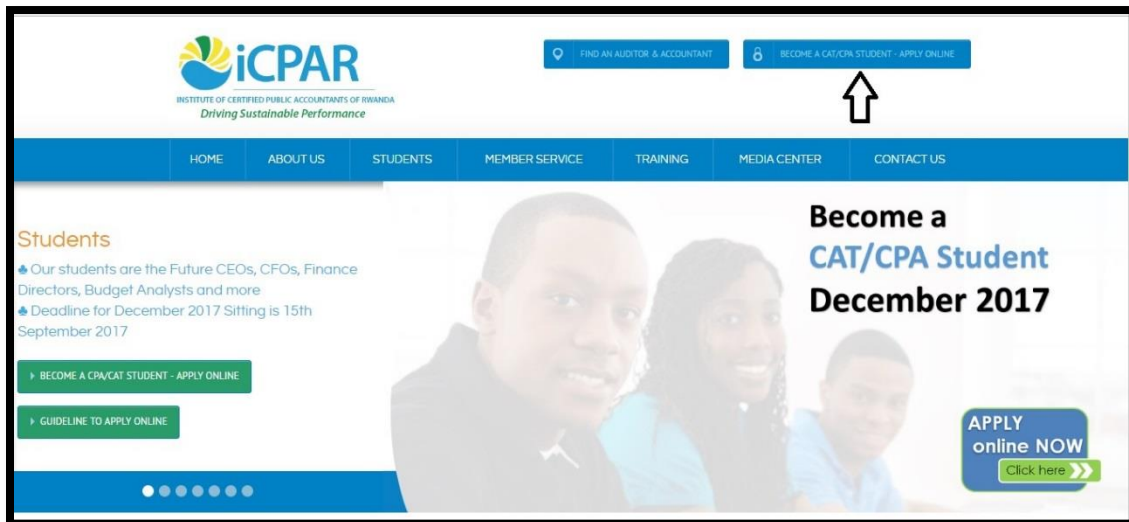 iCPAR
INSTITUTE OF CERTIFIED PUBLIC ACCOUNTANTS OF RWANDA
Driving Sustainable Performance
FIND AN AUDITOR & ACCOUNTANT
BECOME A CAT/CPA STUDENT - APPLY ONLINE
HOME
ABOUT US
STUDENTS
MEMBER SERVICE
TRAINING
MEDIA CENTER
CONTACT US
Students
Our students are the Future CEOs, CFOs, Finance
Directors, Budget Analysts and more
Deadline for December 2017 Sitting is 15th
September 2017
BECOME A CPA/CAT STUDENT - APPLY ONLINE
GUIDELINE TO APPLY ONLINE
Become a
CAT/CPA Student
December 2017
APPLY
online NOW
Click here